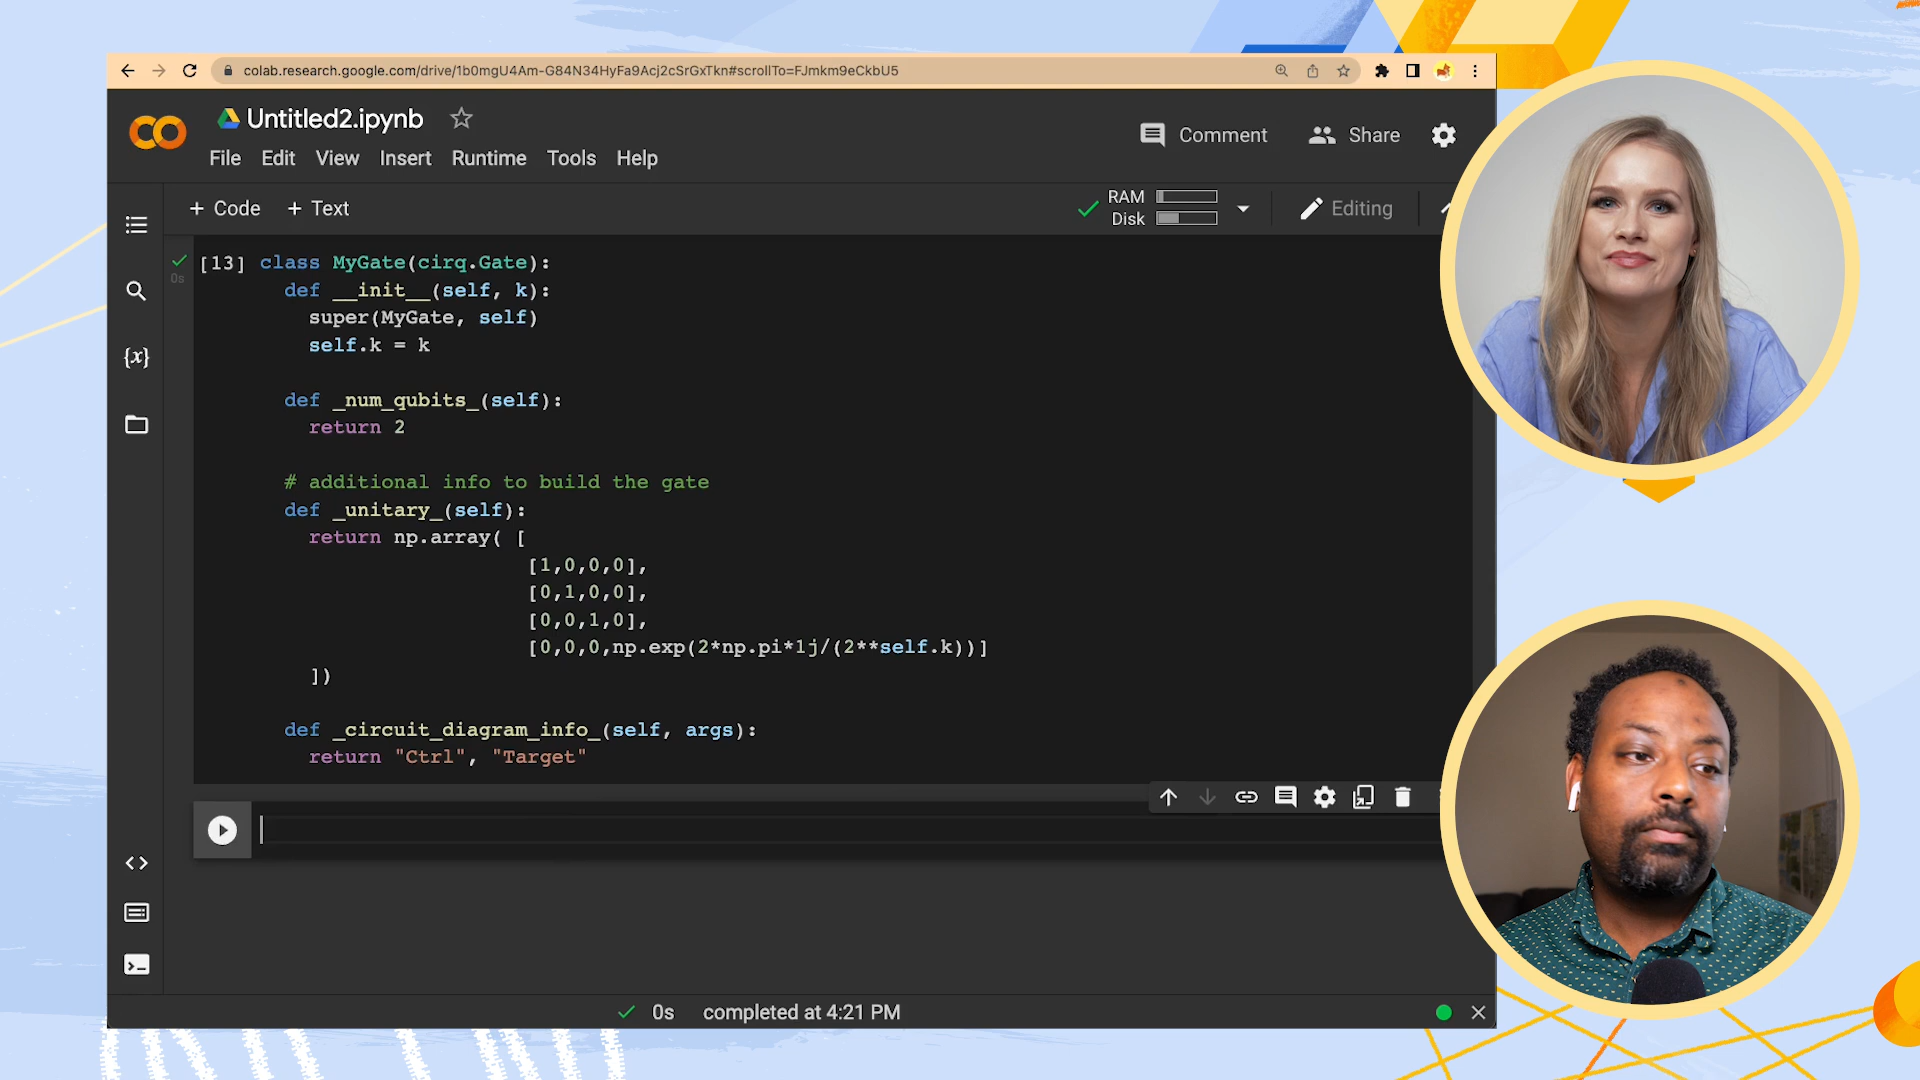 colab.research.google.com/drive/1b0mgU4Am-G84N34HyFa9Acj2cSrGxTkn#scrollTo=FJmkm9eCkbU5
CO
Untitled2.ipynb
File Edit View Insert Runtime Tools Help
Comment Share
+ Code + Text
RAM
Disk
Editing
0s
[13] class MyGate(cirq.Gate):
def __init__(self, k):
super(MyGate, self)
self.k = k
def _num_qubits_(self):
return 2
# additional info to build the gate
def _unitary_(self):
return np.array( [
[1,0,0,0],
[0,1,0,0],
[0,0,1,0],
[0,0,0,np.exp(2*np.pi*1j/(2**self.k))]
])
def _circuit_diagram_info_(self, args):
return "Ctrl", "Target"
{x}
0s completed at 4:21 PM